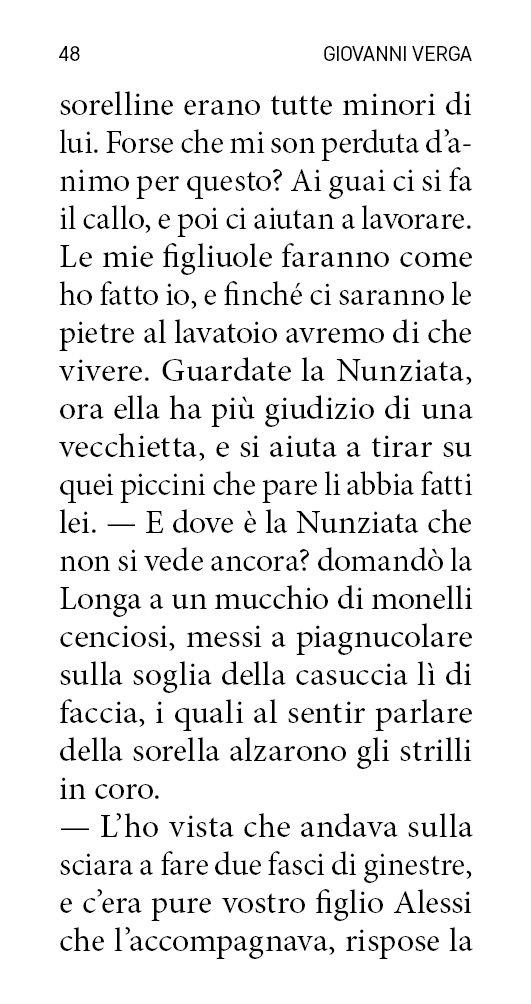 48 GIOVANNI VERGA
sorelline erano tutte minori di
lui. Forse che mi son perduta d’a-
nimo per questo? Ai guai ci si fa
il callo, e poi ci aiutan a lavorare.
Le mie figliuole faranno come
ho fatto io, e finché ci saranno le
pietre al lavatoio avremo di che
vivere. Guardate la Nunziata,
ora ella ha più giudizio di una
vecchietta, e si aiuta a tirar su
quei piccini che pare li abbia fatti
lei. — E dove è la Nunziata che
non si vede ancora? domandò la
Longa a un mucchio di monelli
cenciosi, messi a piagnucolare
sulla soglia della casuccia lì di
faccia, i quali al sentir parlare
della sorella alzarono gli strilli
in coro.
— L’ho vista che andava sulla
sciara a fare due fasci di ginestre,
e c’era pure vostro figlio Alessi
che l’accompagnava, rispose la